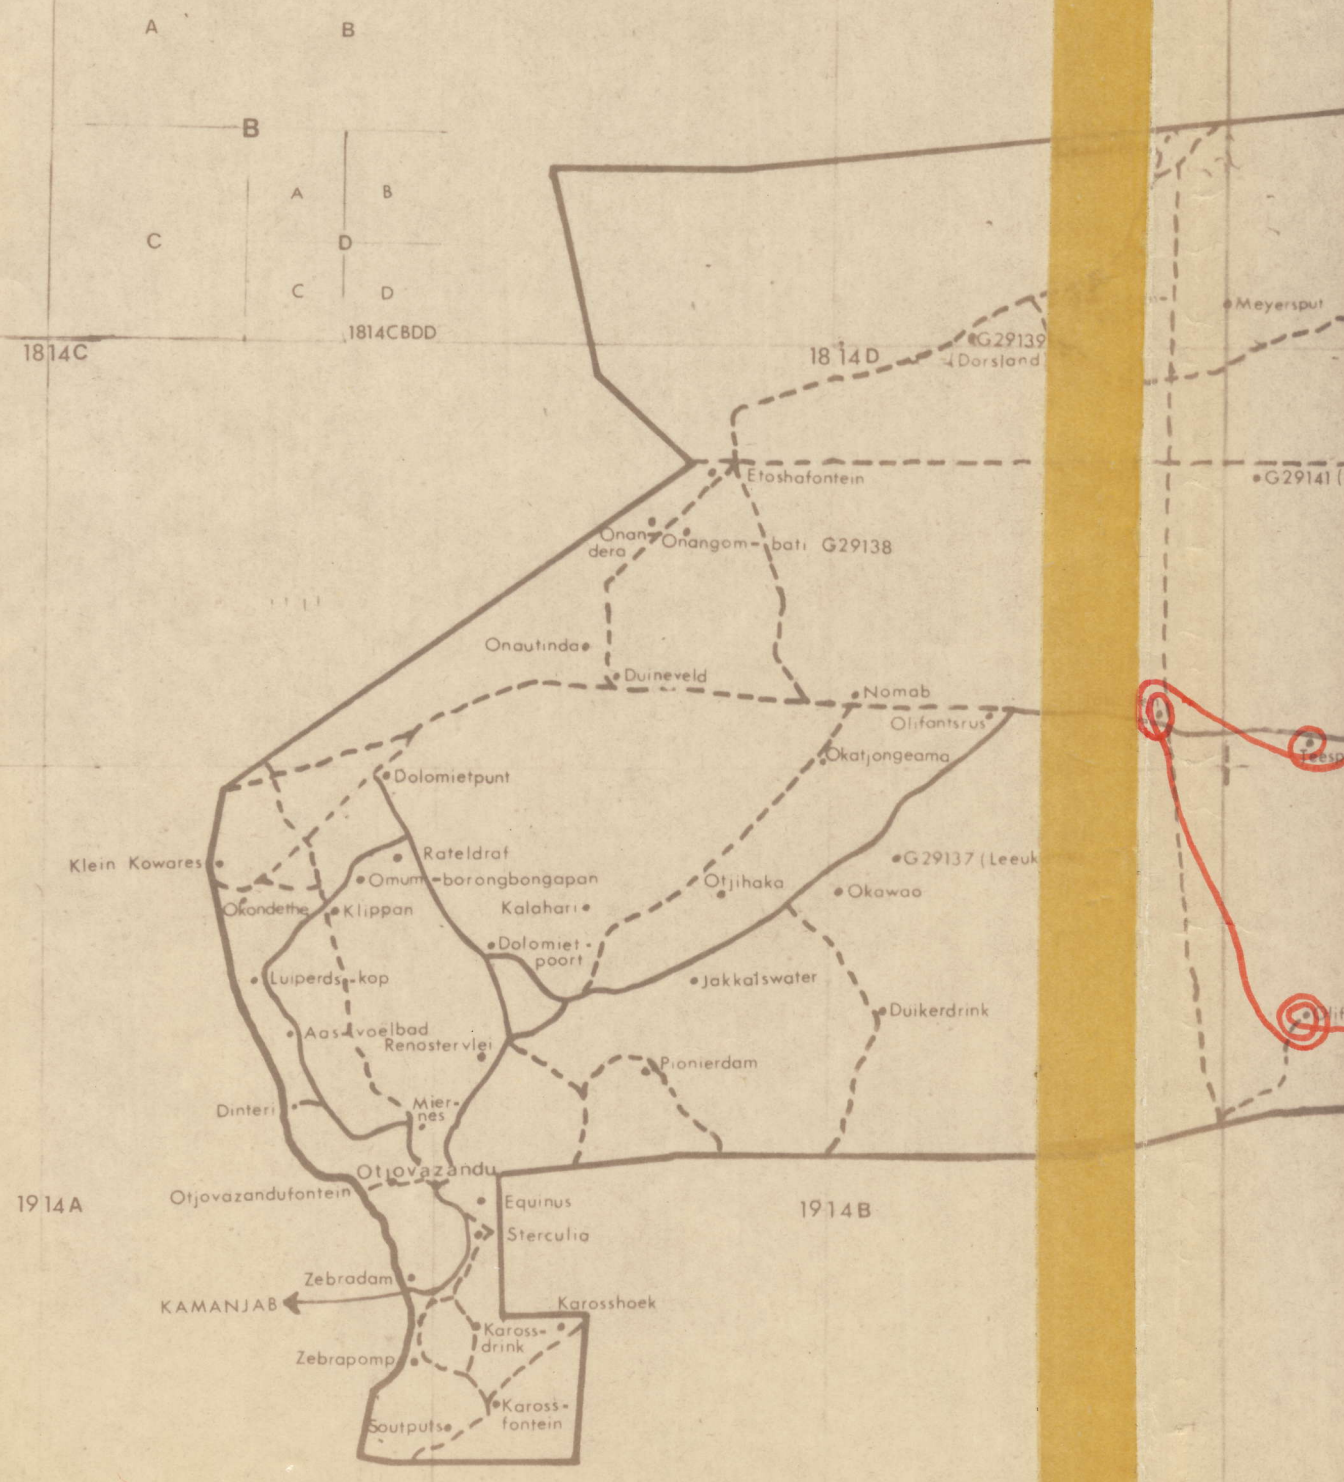 A
B
B
A
B
C
D
C
D
1814CBDD
1814C
1814D
G29139
(Dorsland
Meyersput
Etoshafontein
G29141 (
Onan-
dera
Onangom-bati G29138
Onautinda
Duineveld
Nomab
Olifantsrus
Okatjongeama
Dolomietpunt
Klein Kowares
Rateldraf
G29137 (Leeuk
Omum-borongbongapan
Otjihaka
Okawao
Okondethe
Klippan
Kalahari
Dolomiet-
poort
Luiperds-kop
Jakkalswater
Duikerdrink
Aas-voelbad
Renostervlei
Pionierdam
Dinteri
Mier-
nes
Otjovazandu
Otjovazandufontein
1914A
Equinus
1914B
Sterculia
Zebradam
KAMANJAB
Karosshoek
Kaross-
drink
Zebrapomp
Kaross-
fontein
Soutputs